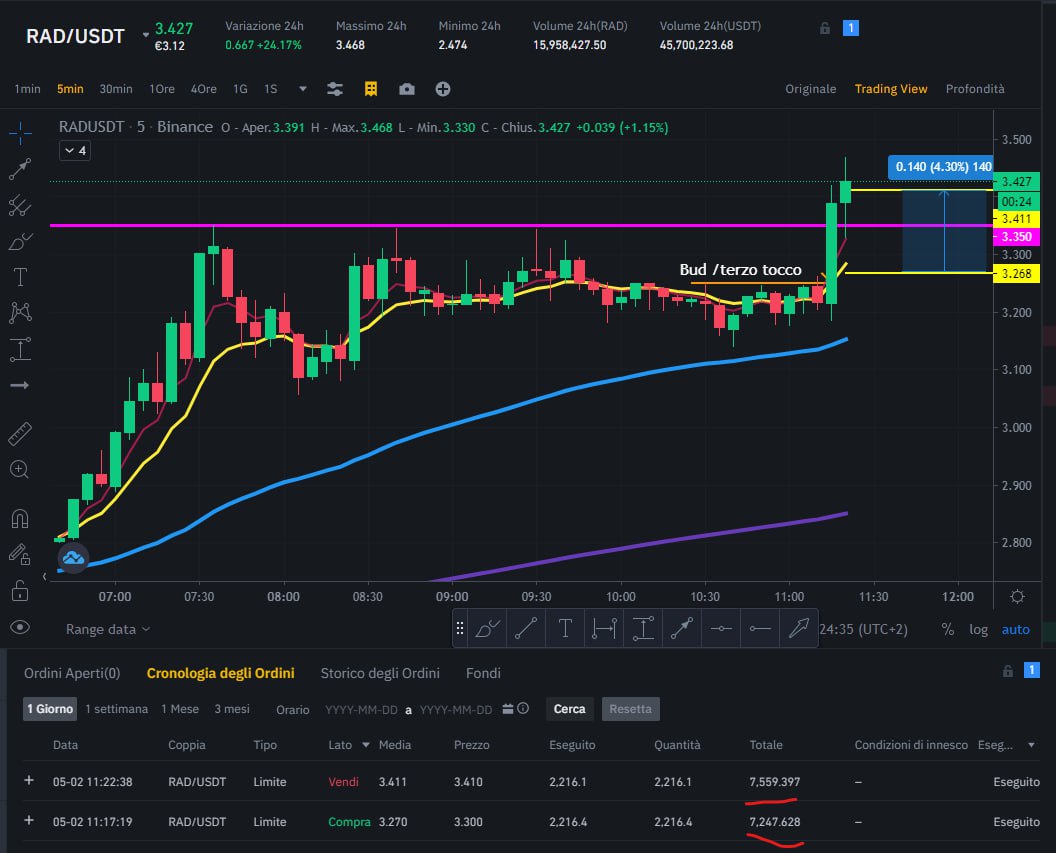 RAD/USDT 3.427 €3.12
Variazione 24h 0.667 +24.17%
Massimo 24h 3.468
Minimo 24h 2.474
Volume 24h(RAD) 15,958,427.50
Volume 24h(USDT) 45,700,223.68
1
1min 5min 30min 1Ore 4Ore 1G 1S Originale Trading View Profondità
RADUSDT · 5 · Binance O - Aper.3.391 H - Max.3.468 L - Min.3.330 C - Chius.3.427 +0.039 (+1.15%)
4
3.500
0.140 (4.30%) 140
3.427
00:24
3.411
3.350
3.300
Bud /terzo tocco
3.268
3.200
3.100
3.000
2.900
2.800
07:00 07:30 08:00 08:30 09:00 09:30 10:00 10:30 11:00 11:30 12:00
Range data 24:35 (UTC+2) % log auto
Ordini Aperti(0) Cronologia degli Ordini Storico degli Ordini Fondi 1
1 Giorno 1 settimana 1 Mese 3 mesi Orario YYYY-MM-DD a YYYY-MM-DD Cerca Resetta
Data Coppia Tipo Lato Media Prezzo Eseguito Quantità Totale Condizioni di innesco Eseg...
+ 05-02 11:22:38 RAD/USDT Limite Vendi 3.411 3.410 2,216.1 2,216.1 7,559.397 – Eseguito
+ 05-02 11:17:19 RAD/USDT Limite Compra 3.270 3.300 2,216.4 2,216.4 7,247.628 – Eseguito